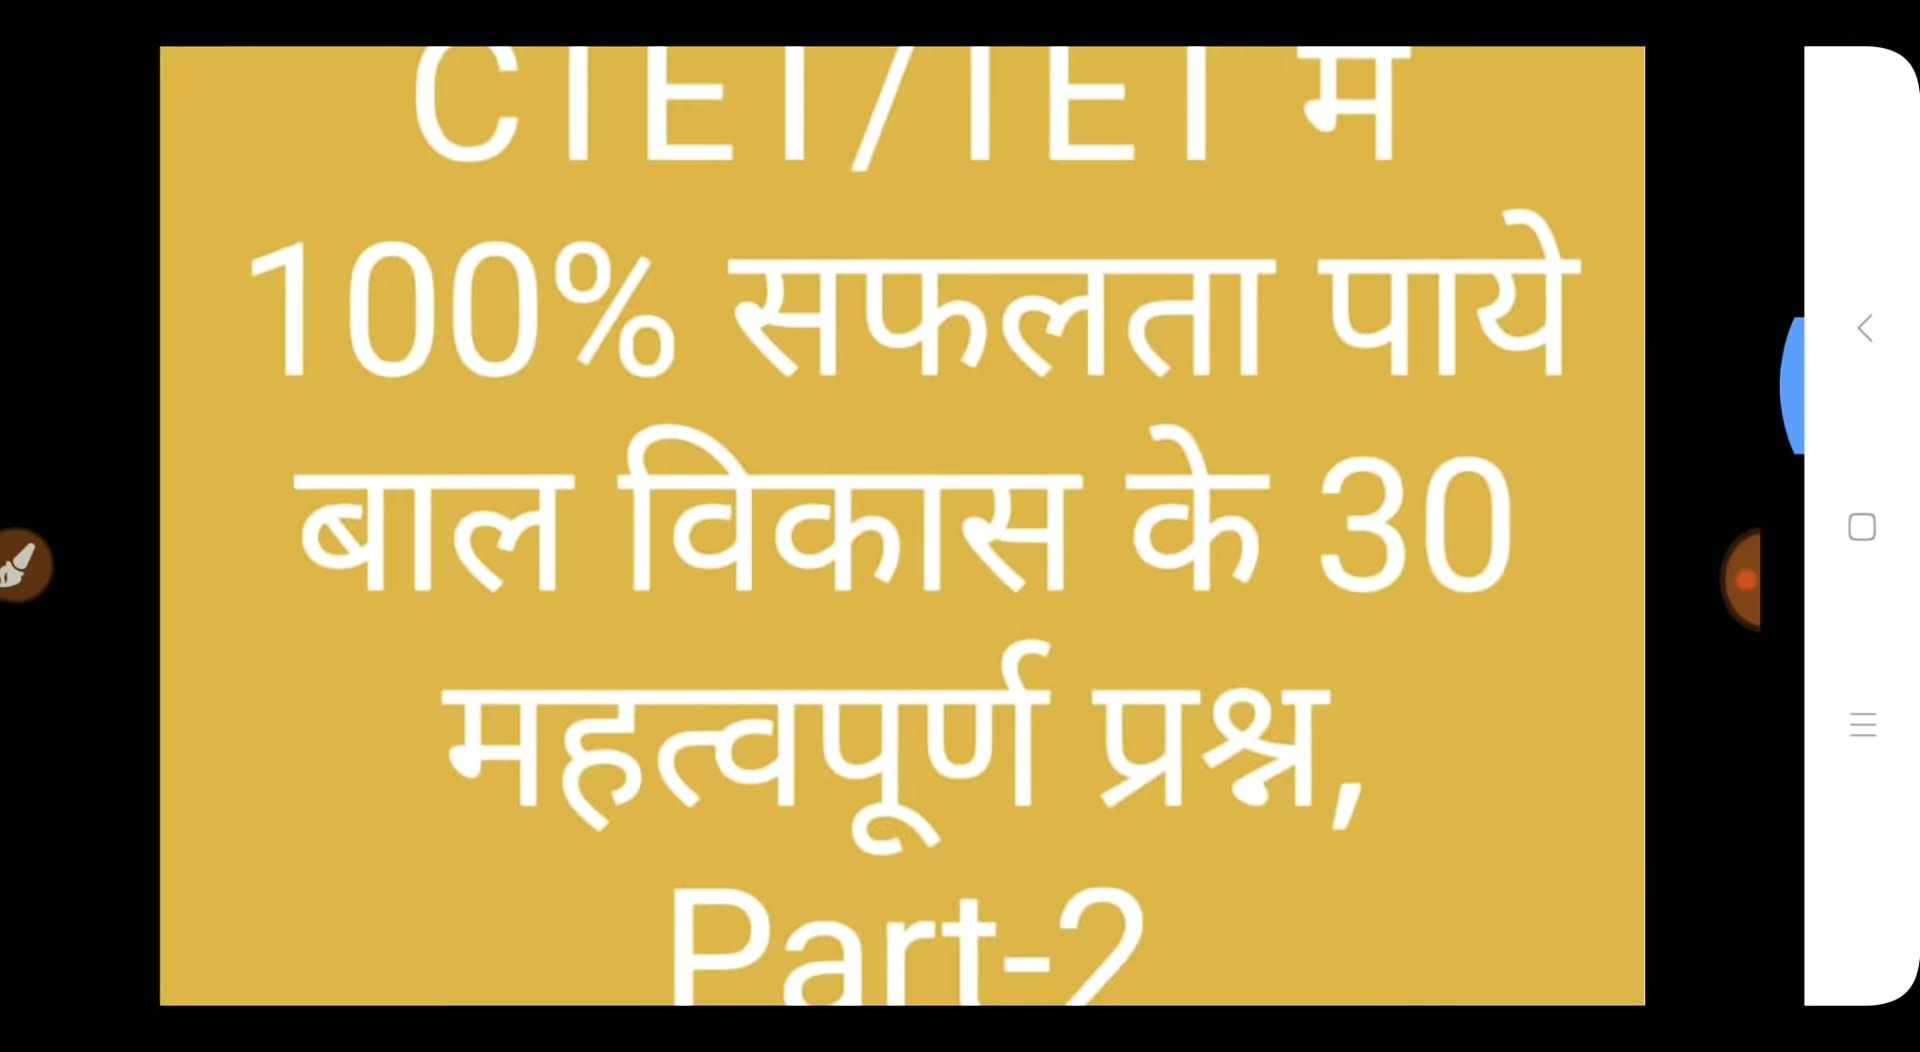 CTET/TET में
100% सफलता पाये
बाल विकास के 30
महत्वपूर्ण प्रश्न,
Part-2